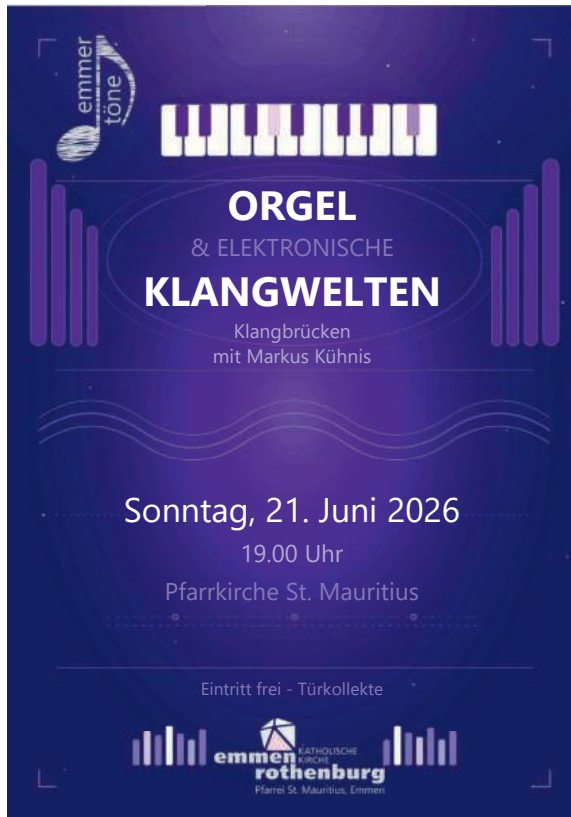 emmer
töne
ORGEL
& ELEKTRONISCHE
KLANGWELTEN
Klangbrücken
mit Markus Kühnis
Sonntag, 21. Juni 2026
19.00 Uhr
Pfarrkirche St. Mauritius
Eintritt frei - Türkollekte
KATHOLISCHE
KIRCHE
emmen
rothenburg
Pfarrei St. Mauritius, Emmen